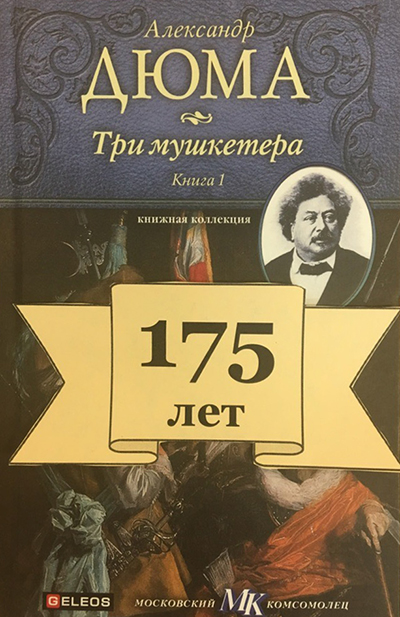 Александр
ДЮМА
Три мушкетера
Книга 1
книжная коллекция
175
лет
GELEOS
МОСКОВСКИЙ МК КОМСОМОЛЕЦ